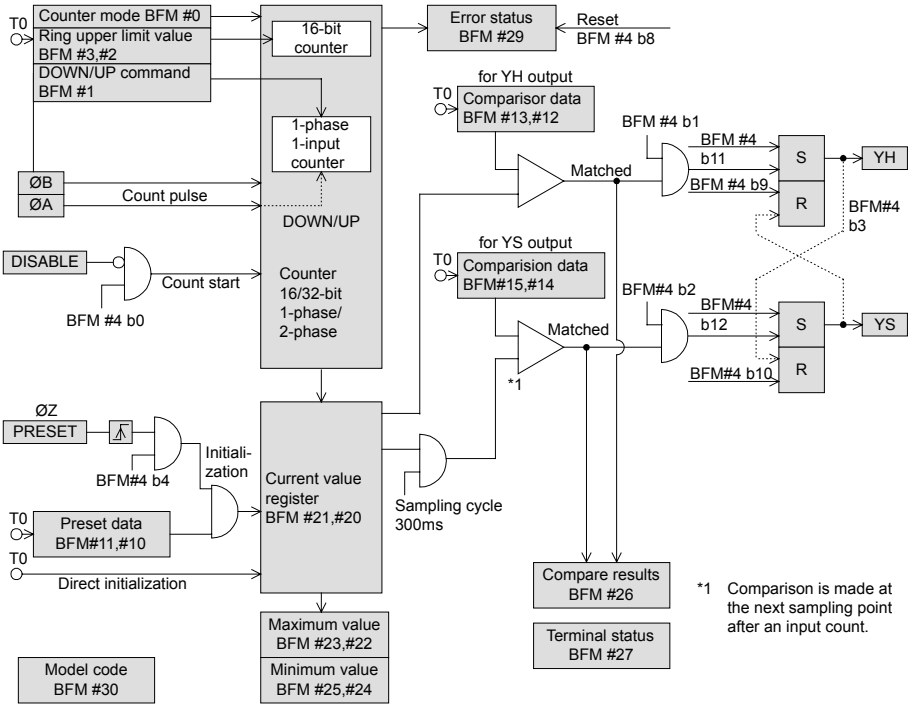 T0
Counter mode BFM #0
Ring upper limit value
BFM #3,#2
DOWN/UP command
BFM #1
16-bit
counter
1-phase
1-input
counter
Error status
BFM #29
Reset
BFM #4 b8
ØB
ØA
Count pulse
DOWN/UP
DISABLE
Count start
BFM #4 b0
Counter
16/32-bit
1-phase/
2-phase
for YH output
T0
Comparisor data
BFM #13,#12
Matched
BFM #4 b1
BFM #4
b11
BFM #4 b9
S
R
YH
BFM#4
b3
for YS output
T0
Comparision data
BFM#15,#14
Matched
*1
BFM#4 b2
BFM#4
b12
BFM#4 b10
S
R
YS
ØZ
PRESET
BFM#4 b4
Initiali-
zation
T0
Preset data
BFM#11,#10
T0
Direct initialization
Current value
register
BFM #21,#20
Sampling cycle
300ms
Maximum value
BFM #23,#22
Minimum value
BFM #25,#24
Compare results
BFM #26
Terminal status
BFM #27
Model code
BFM #30
*1 Comparison is made at
the next sampling point
after an input count.